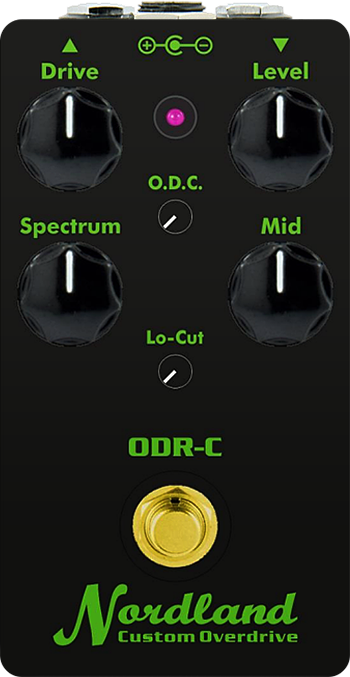 Drive Level
O.D.C.
Spectrum Mid
Lo-Cut
ODR-C
Nordland
Custom Overdrive